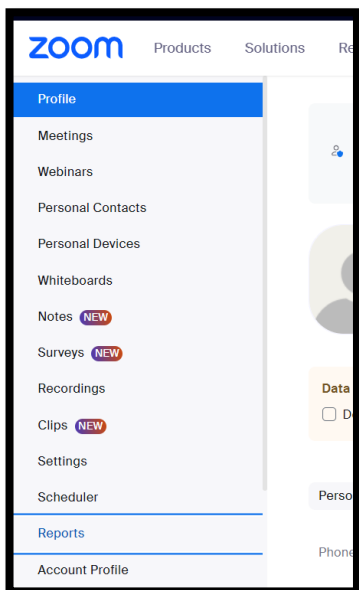 zoom Products Solutions Re
Profile
Meetings
Webinars
Personal Contacts
Personal Devices
Whiteboards
Notes NEW
Surveys NEW
Recordings
Clips NEW
Settings
Scheduler
Reports
Account Profile
Data
D
Perso
Phone